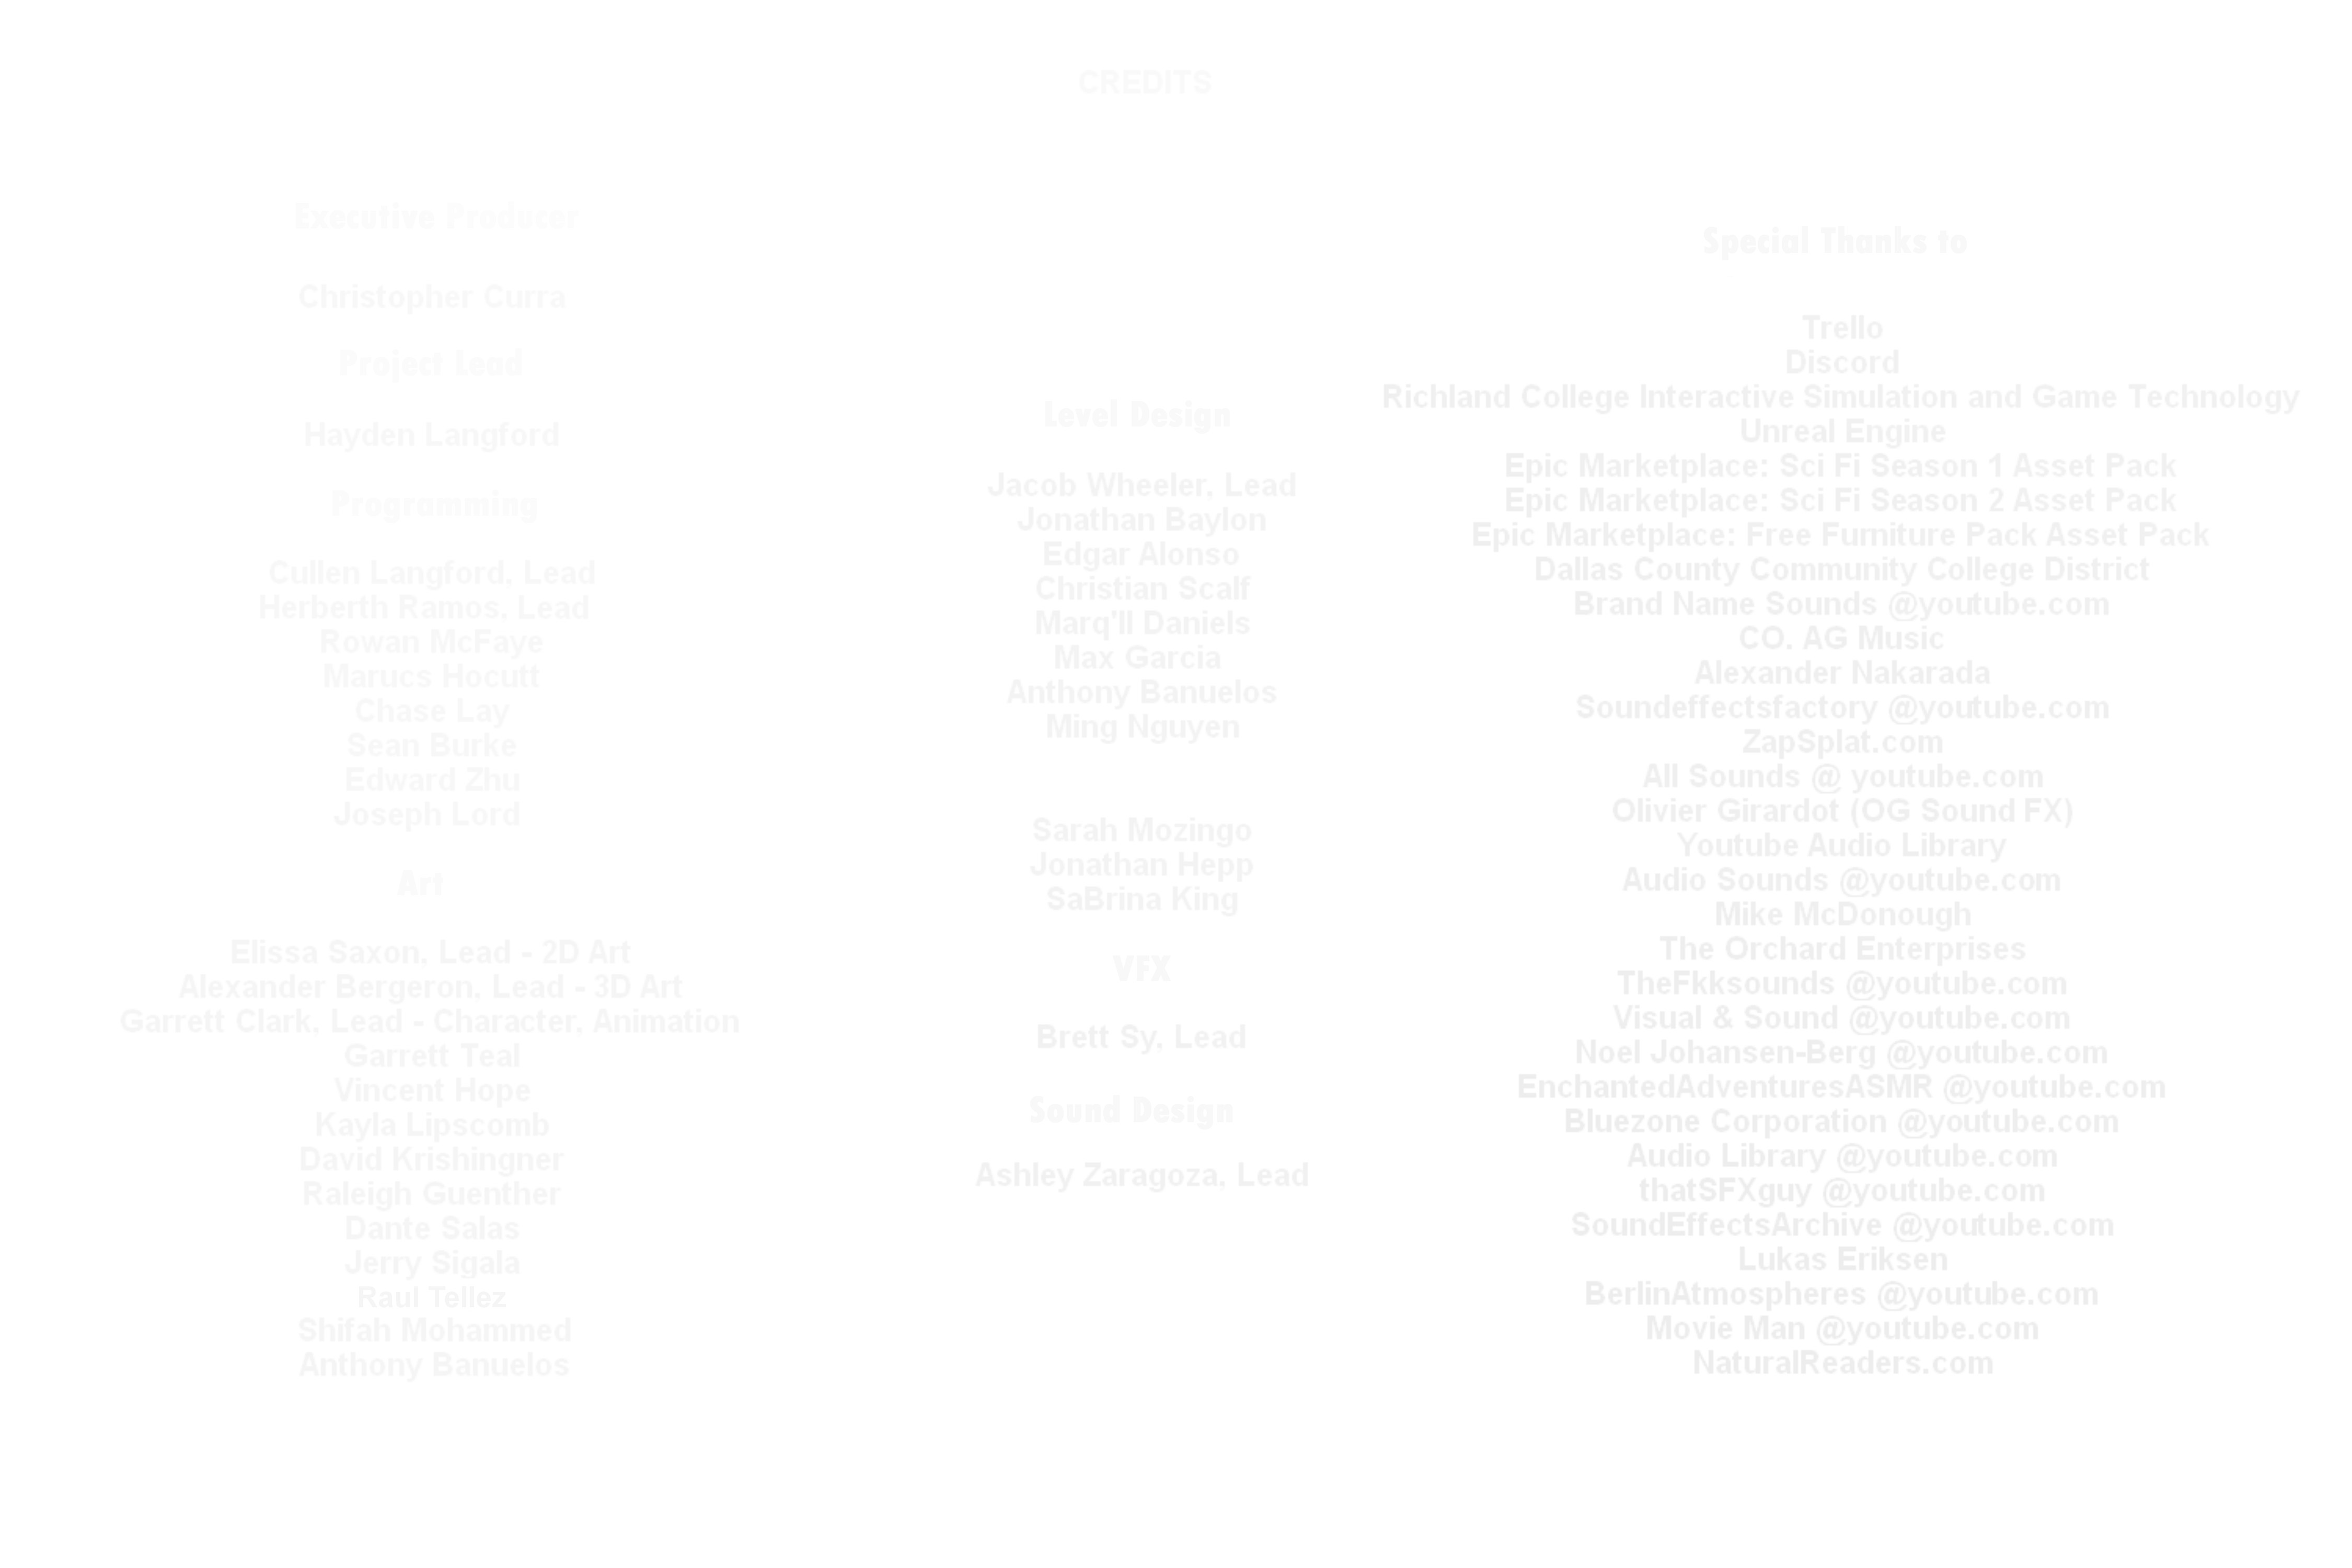 CREDITS
Executive Producer
Christopher Curra
Project Lead
Hayden Langford
Programming
Cullen Langford, Lead
Herberth Ramos, Lead
Rowan McFaye
Marucs Hocutt
Chase Lay
Sean Burke
Edward Zhu
Joseph Lord
Art
Elissa Saxon, Lead - 2D Art
Alexander Bergeron, Lead - 3D Art
Garrett Clark, Lead - Character, Animation
Garrett Teal
Vincent Hope
Kayla Lipscomb
David Krishingner
Raleigh Guenther
Dante Salas
Jerry Sigala
Raul Tellez
Shifah Mohammed
Anthony Banuelos
Level Design
Jacob Wheeler, Lead
Jonathan Baylon
Edgar Alonso
Christian Scalf
Marq'll Daniels
Max Garcia
Anthony Banuelos
Ming Nguyen
Sarah Mozingo
Jonathan Hepp
SaBrina King
VFX
Brett Sy, Lead
Sound Design
Ashley Zaragoza, Lead
Special Thanks to
Trello
Discord
Richland College Interactive Simulation and Game Technology
Unreal Engine
Epic Marketplace: Sci Fi Season 1 Asset Pack
Epic Marketplace: Sci Fi Season 2 Asset Pack
Epic Marketplace: Free Furniture Pack Asset Pack
Dallas County Community College District
Brand Name Sounds @youtube.com
CO. AG Music
Alexander Nakarada
Soundeffectsfactory @youtube.com
ZapSplat.com
All Sounds @ youtube.com
Olivier Girardot (OG Sound FX)
Youtube Audio Library
Audio Sounds @youtube.com
Mike McDonough
The Orchard Enterprises
TheFkksounds @youtube.com
Visual & Sound @youtube.com
Noel Johansen-Berg @youtube.com
EnchantedAdventuresASMR @youtube.com
Bluezone Corporation @youtube.com
Audio Library @youtube.com
thatSFXguy @youtube.com
SoundEffectsArchive @youtube.com
Lukas Eriksen
BerlinAtmospheres @youtube.com
Movie Man @youtube.com
NaturalReaders.com